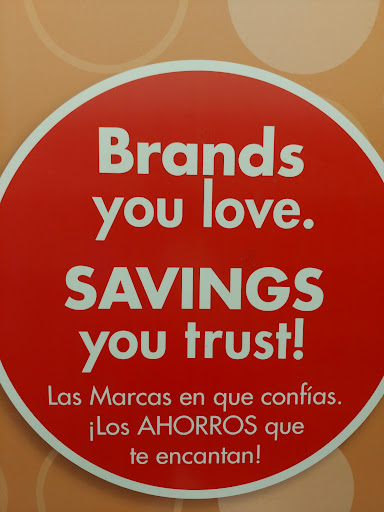 Brands
you love.
SAVINGS
you trust!
Las Marcas en que confías.
¡Los AHORROS que
te encantan!